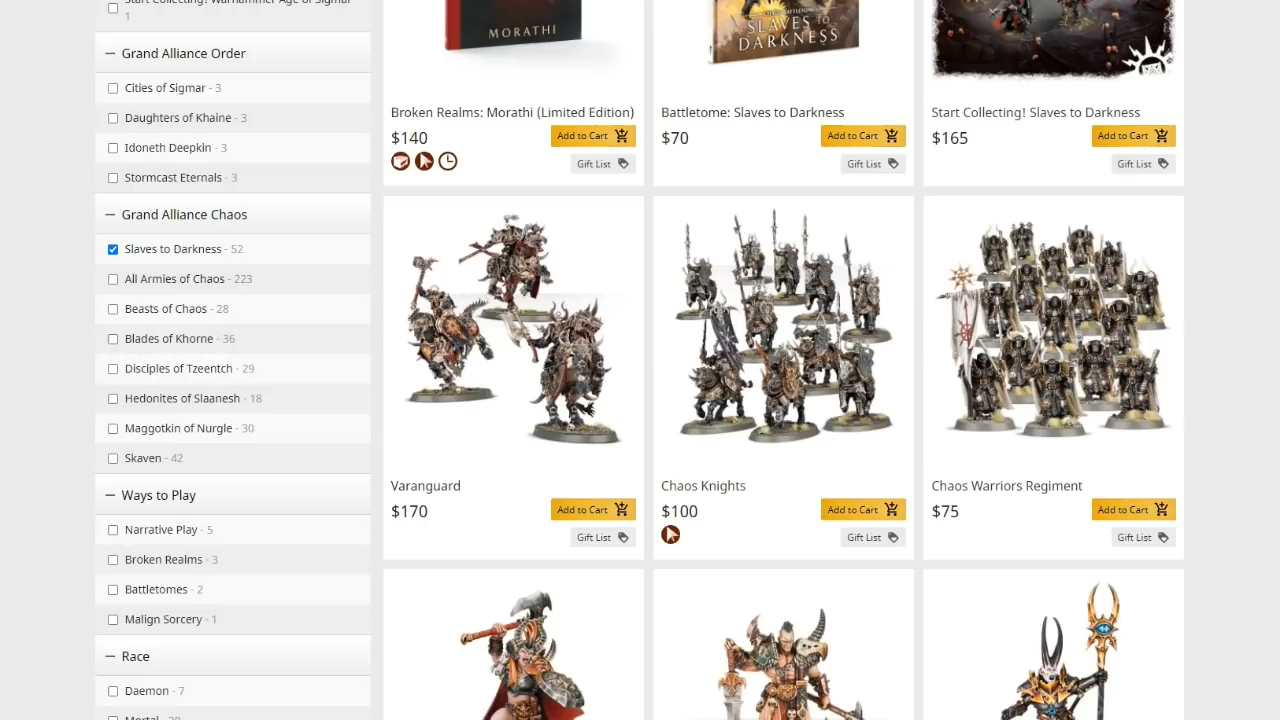 Start Collecting! Warhammer Age of Sigmar
1
Grand Alliance Order
Cities of Sigmar - 3
Daughters of Khaine - 3
Idoneth Deepkin - 3
Stormcast Eternals - 3
Grand Alliance Chaos
Slaves to Darkness - 52
All Armies of Chaos - 223
Beasts of Chaos - 28
Blades of Khorne - 36
Disciples of Tzeentch - 29
Hedonites of Slaanesh - 18
Maggotkin of Nurgle - 30
Skaven - 42
Ways to Play
Narrative Play - 5
Broken Realms - 3
Battletomes - 2
Malign Sorcery - 1
Race
Daemon - 7
MORATHI
SLAVES TO
DARKNESS
Broken Realms: Morathi (Limited Edition)
$140
Add to Cart
Gift List
Battletome: Slaves to Darkness
$70
Add to Cart
Gift List
Start Collecting! Slaves to Darkness
$165
Add to Cart
Gift List
Varanguard
$170
Add to Cart
Gift List
Chaos Knights
$100
Add to Cart
Gift List
Chaos Warriors Regiment
$75
Add to Cart
Gift List